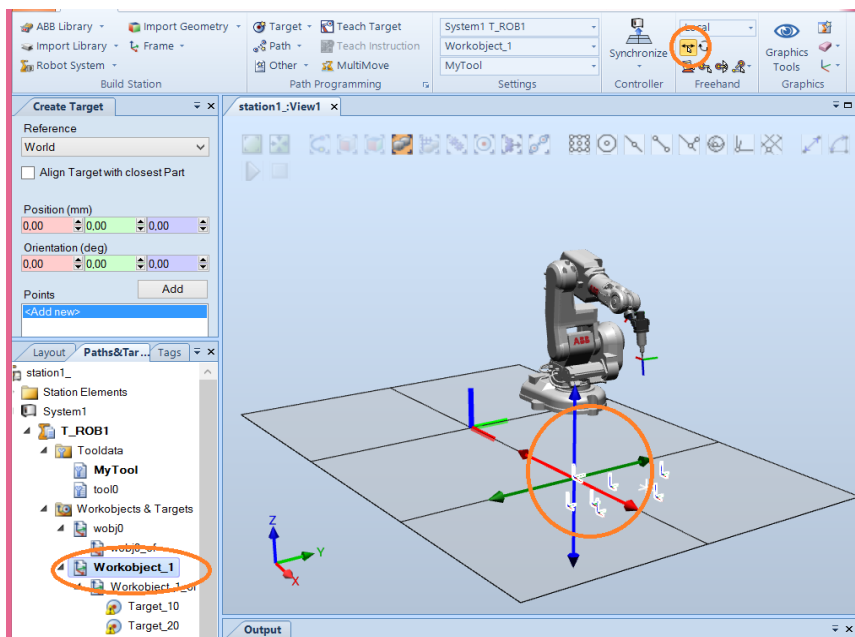 ABB Library
Import Geometry
Import Library
Frame
Robot System
Build Station
Target
Teach Target
Path
Teach Instruction
Other
MultiMove
Path Programming
System1 T_ROB1
Workobject_1
MyTool
Settings
Synchronize
Controller
Local
Freehand
Graphics
Tools
Graphics
Create Target
Reference
World
Align Target with closest Part
Position (mm)
0,00 0,00 0,00
Orientation (deg)
0,00 0,00 0,00
Points
Add
<Add new>
Layout Paths&Tar... Tags
station1_
Station Elements
System1
T_ROB1
Tooldata
MyTool
tool0
Workobjects & Targets
wobj0
wobj0_of
Workobject_1
Workobject_1_of
Target_10
Target_20
station1_:View1
ABB
Z
Y
X
Output